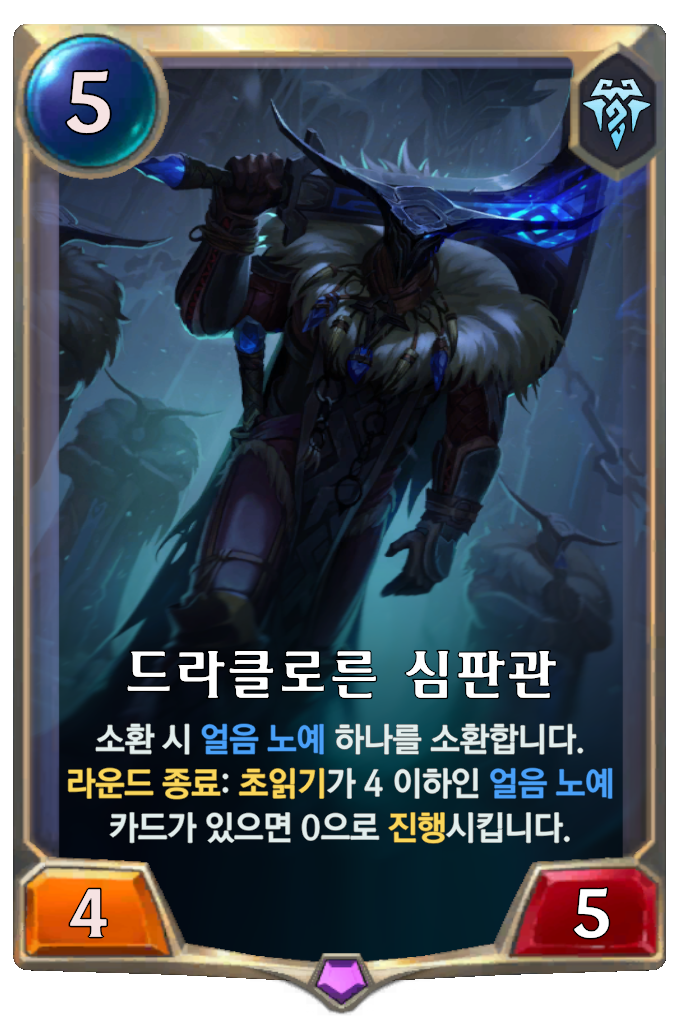 5
드라클로른 심판관
소환 시 얼음 노예 하나를 소환합니다.
라운드 종료: 초읽기가 4 이하인 얼음 노예
카드가 있으면 0으로 진행시킵니다.
4
5